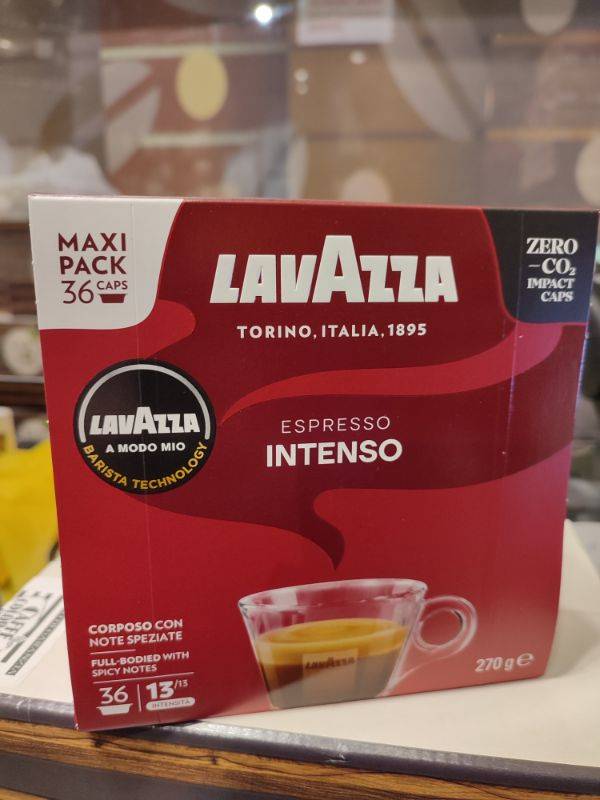 MAXI
PACK
36 CAPS
LAVAZZA
TORINO, ITALIA, 1895
ZERO
-CO₂
IMPACT
CAPS
LAVAZZA
A MODO MIO
BARISTA TECHNOLOGY
ESPRESSO
INTENSO
CORPOSO CON
NOTE SPEZIATE
FULL-BODIED WITH
SPICY NOTES
36
13/13
INTENSITÀ
LAVAZZA
270 g ℮